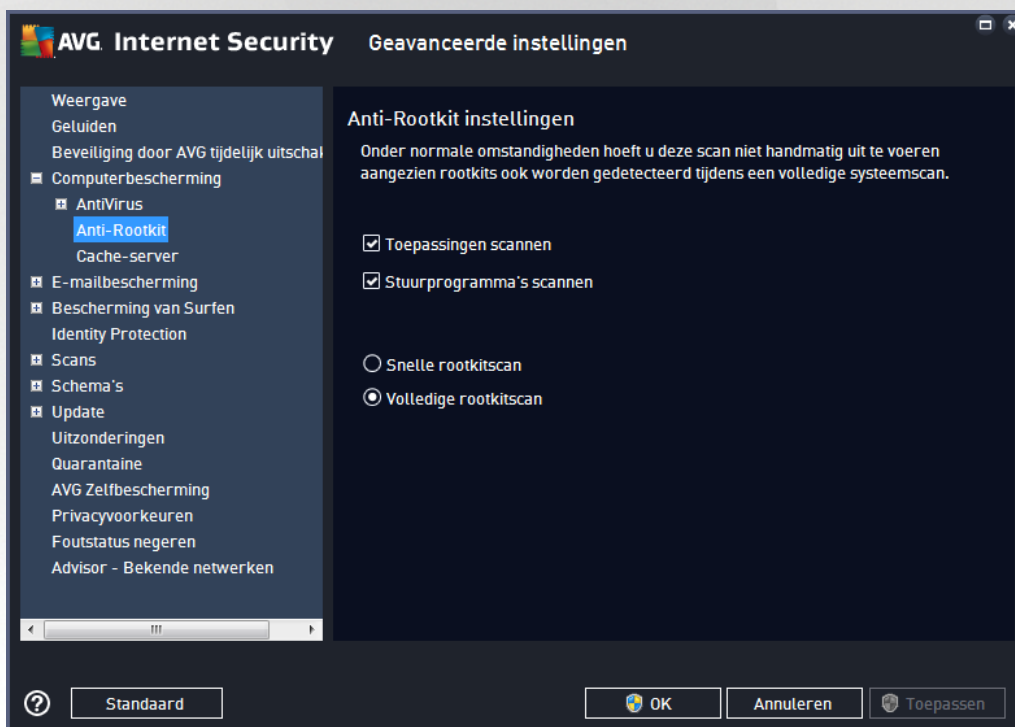 AVG. Internet Security
Geavanceerde instellingen
Weergave
Geluiden
Beveiliging door AVG tijdelijk uitschak
Computerbescherming
AntiVirus
Anti-Rootkit
Cache-server
E-mailbescherming
Bescherming van Surfen
Identity Protection
Scans
Schema's
Update
Uitzonderingen
Quarantaine
AVG Zelfbescherming
Privacyvoorkeuren
Foutstatus negeren
Advisor - Bekende netwerken
Anti-Rootkit instellingen
Onder normale omstandigheden hoeft u deze scan niet handmatig uit te voeren
aangezien rootkits ook worden gedetecteerd tijdens een volledige systeemscan.
Toepassingen scannen
Stuurprogramma's scannen
Snelle rootkitscan
Volledige rootkitscan
? Standaard
OK
Annuleren
Toepassen